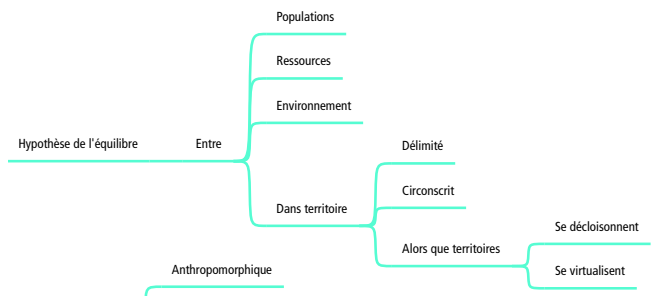 Populations
Ressources
Environnement
Hypothèse de l'équilibre
Entre
Délimité
Circonscrit
Dans territoire
Se décloisonnent
Alors que territoires
Se virtualisent
Anthropomorphique